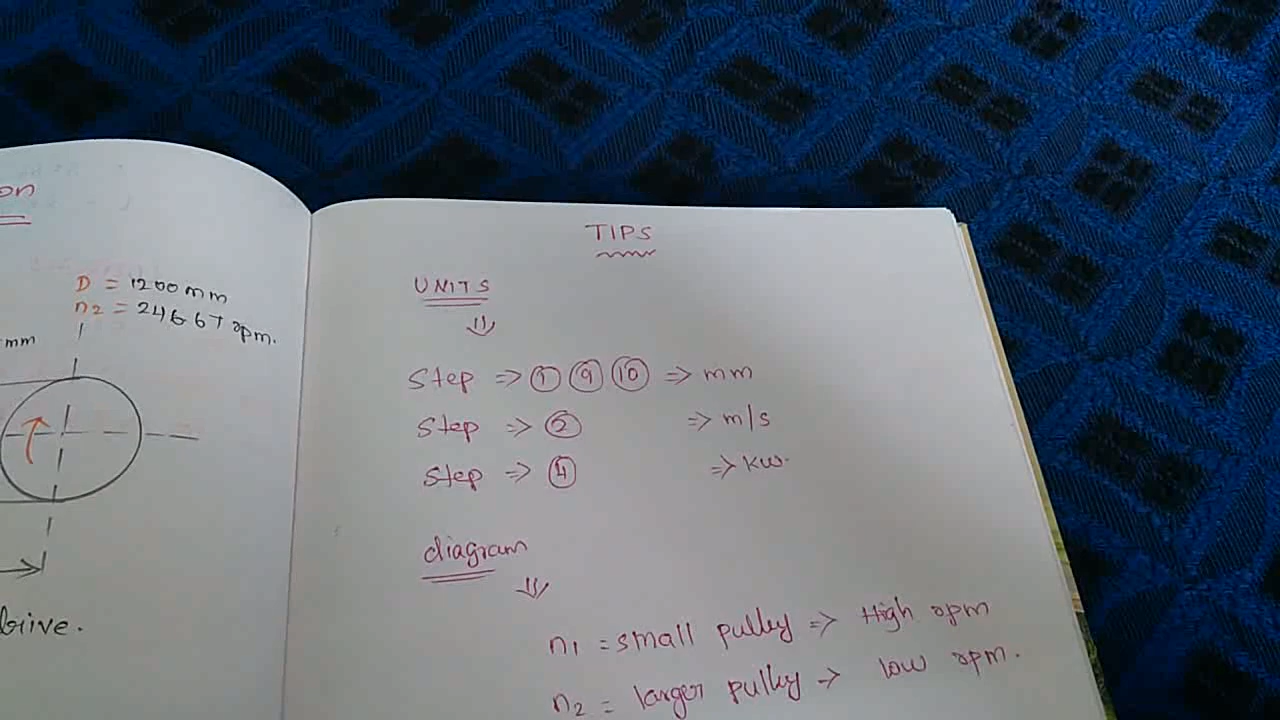 on
D = 1200 mm
n2 = 246.67 rpm.
mm
drive.
TIPS
UNITS
⇓
Step ⇒ ① ⑨ ⑩ ⇒ mm
Step ⇒ ② ⇒ m/s
Step ⇒ ④ ⇒ kw.
diagram
⇓
n1 = small pulley ⇒ High rpm
n2 = larger pulley → low rpm.